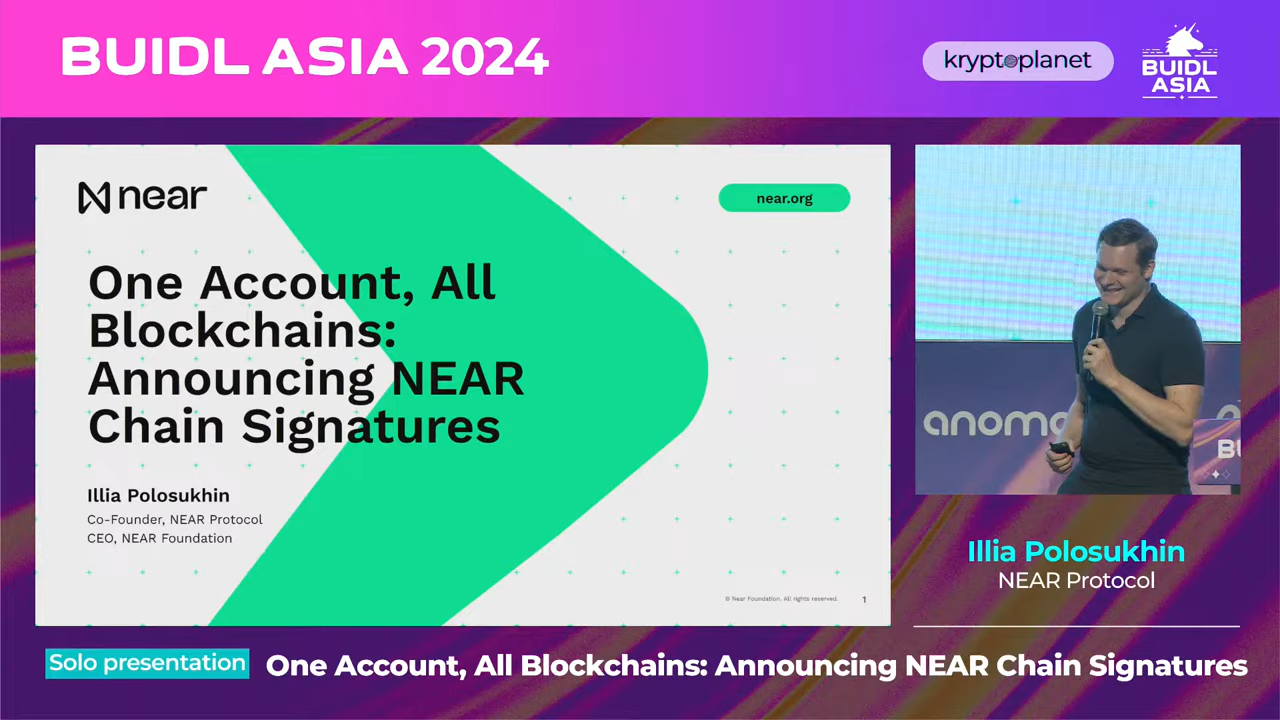 BUIDL ASIA 2024
kryptoplanet
BUIDL
ASIA
near
near.org
One Account, All
Blockchains:
Announcing NEAR
Chain Signatures
Illia Polosukhin
Co-Founder, NEAR Protocol
CEO, NEAR Foundation
© Near Foundation. All rights reserved.
1
anoma
Illia Polosukhin
NEAR Protocol
Solo presentation
One Account, All Blockchains: Announcing NEAR Chain Signatures